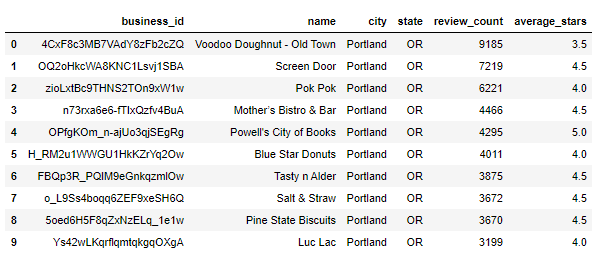 business_id name city state review_count average_stars
0 4CxF8c3MB7VAdY8zFb2cZQ Voodoo Doughnut - Old Town Portland OR 9185 3.5
1 OQ2oHkcWA8KNC1Lsvj1SBA Screen Door Portland OR 7219 4.5
2 zioLxtBc9THNS2TOn9xW1w Pok Pok Portland OR 6221 4.0
3 n73rxa6e6-fTIxQzfv4BuA Mother's Bistro & Bar Portland OR 4466 4.5
4 OPfgKOm_n-ajUo3qjSEgRg Powell's City of Books Portland OR 4295 5.0
5 H_RM2u1WWGU1HkKZrYq2Ow Blue Star Donuts Portland OR 4011 4.0
6 FBQp3R_PQIM9eGnkqzmlOw Tasty n Alder Portland OR 3875 4.5
7 o_L9Ss4boqq6ZEF9xeSH6Q Salt & Straw Portland OR 3672 4.5
8 5oed6H5F8qZxNzELq_1e1w Pine State Biscuits Portland OR 3670 4.5
9 Ys42wLKqrflqmtqkgqOXgA Luc Lac Portland OR 3199 4.0